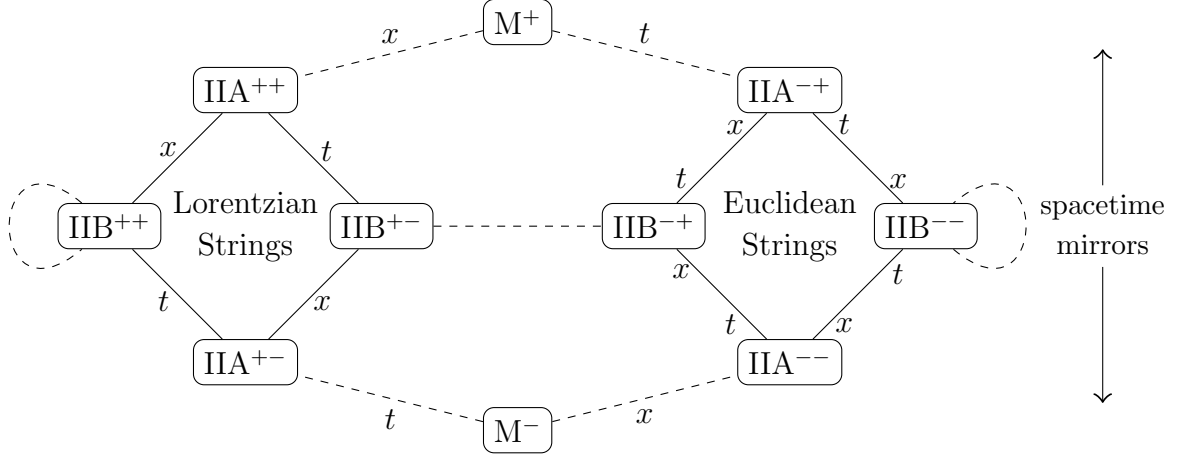 M⁺
x
t
IIA⁺⁺
IIA⁻⁺
x
t
x
t
Lorentzian
Strings
t
x
Euclidean
Strings
IIB⁺⁺
IIB⁺⁻
IIB⁻⁺
IIB⁻⁻
spacetime
mirrors
t
x
x
t
t
x
IIA⁺⁻
IIA⁻⁻
t
x
M⁻